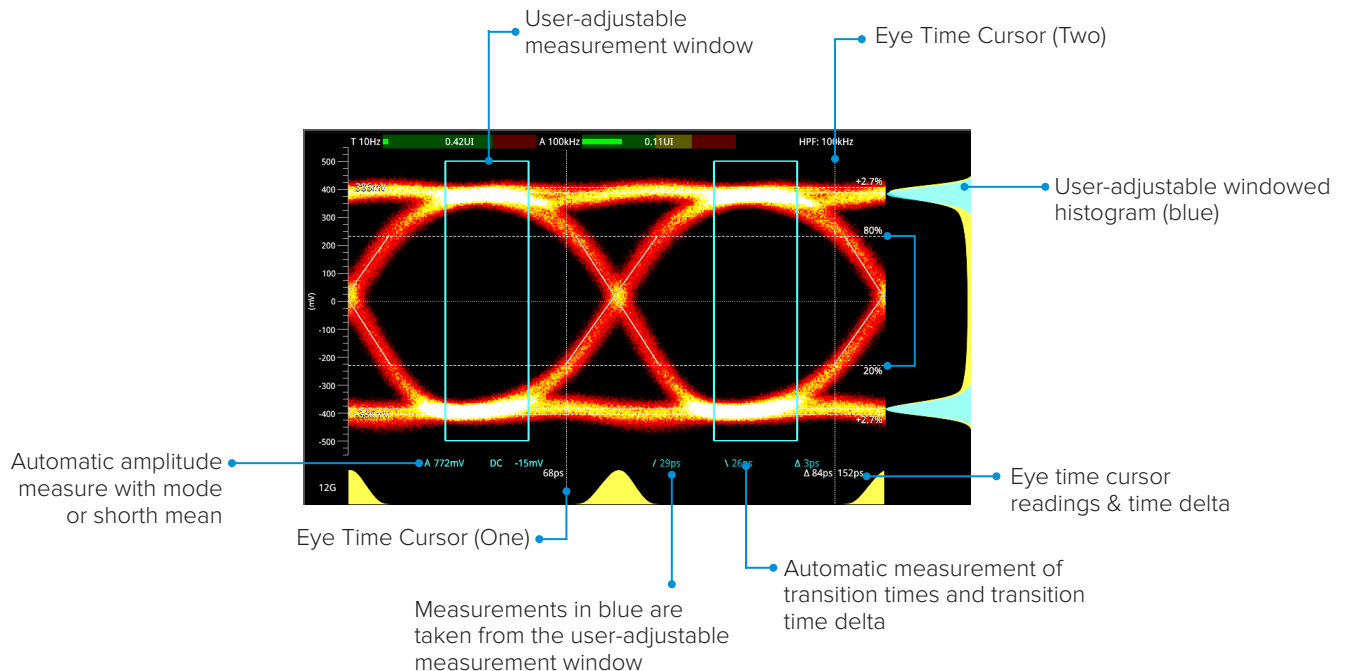 User-adjustable
measurement window
Eye Time Cursor (Two)
T 10Hz 0.42UI A 100kHz 0.11UI HPF: 100kHz
500
400
300
200
100
0
-100
-200
-300
-400
-500
(mV)
386mV
+2.7%
80%
20%
+2.7%
User-adjustable windowed
histogram (blue)
A 772mV DC -15mV / 29ps \ 26ps Δ 3ps
68ps
Δ 84ps 152ps
12G
Automatic amplitude
measure with mode
or shorth mean
Eye time cursor
readings & time delta
Eye Time Cursor (One)
Automatic measurement of
transition times and transition
time delta
Measurements in blue are
taken from the user-adjustable
measurement window